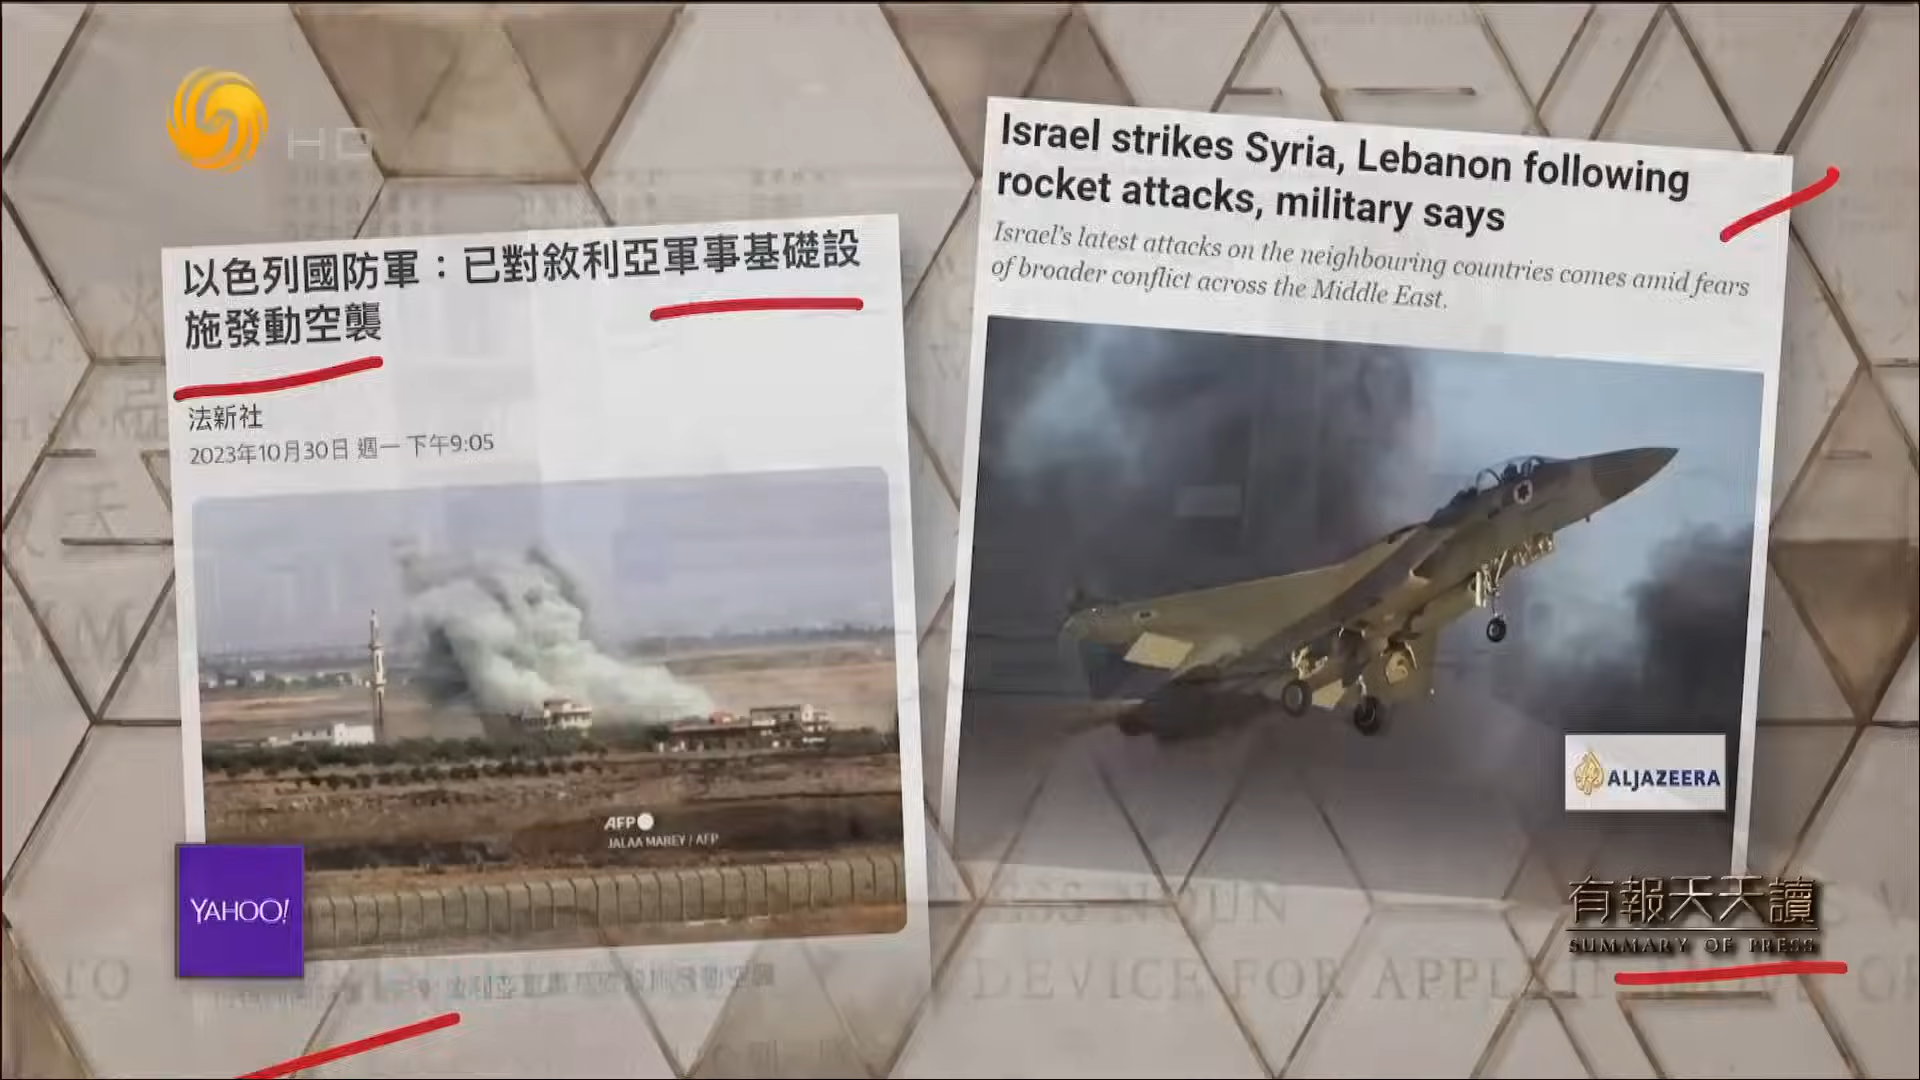 HD
以色列國防軍：已對敘利亞軍事基礎設
施發動空襲
法新社
2023年10月30日 週一 下午9:05
AFP
JALAA MAREY / AFP
YAHOO!
Israel strikes Syria, Lebanon following
rocket attacks, military says
Israel's latest attacks on the neighbouring countries comes amid fears
of broader conflict across the Middle East.
ALJAZEERA
有報天天讀
SUMMARY OF PRESS
DEVICE FOR